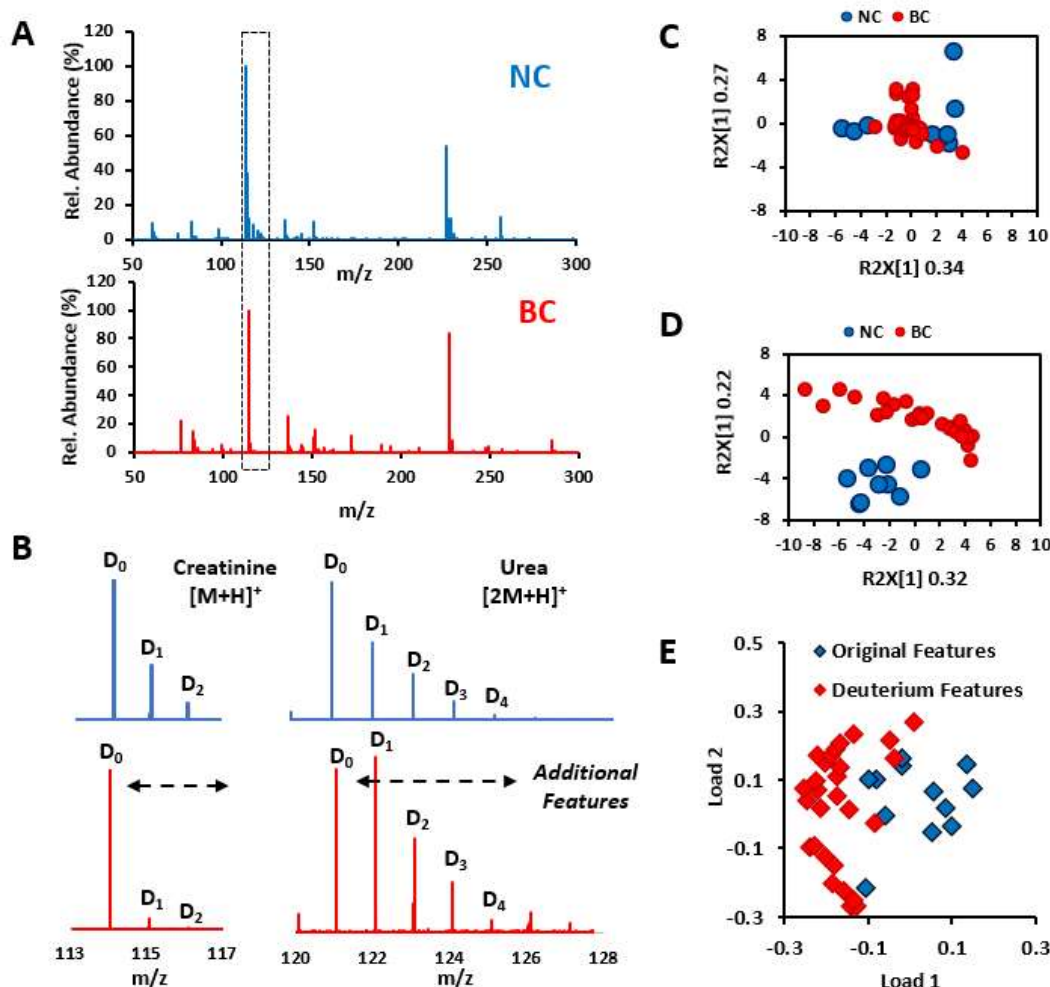 A
Rel. Abundance (%)
120
100
80
60
40
20
0
NC
50 100 150 200 250 300
m/z
Rel. Abundance (%)
100
80
60
40
20
0
BC
50 100 150 200 250 300
m/z
B
D0
Creatinine
[M+H]+
D1
D2
D0
Urea
[2M+H]+
D1
D2
D3
D4
D0
D1
D2
113 115 117
m/z
D0
D1
Additional
Features
D2
D3
D4
120 122 124 126 128
m/z
C
NC BC
R2X[1] 0.27
8
4
0
-4
-8
-10 -8 -6 -4 -2 0 2 4 6 8 10
R2X[1] 0.34
D
NC BC
R2X[1] 0.22
8
4
0
-4
-8
-10 -8 -6 -4 -2 0 2 4 6 8 10
R2X[1] 0.32
E
Original Features
Deuterium Features
Load 2
0.5
0.3
0.1
-0.1
-0.3
-0.3 -0.1 0.1 0.3
Load 1